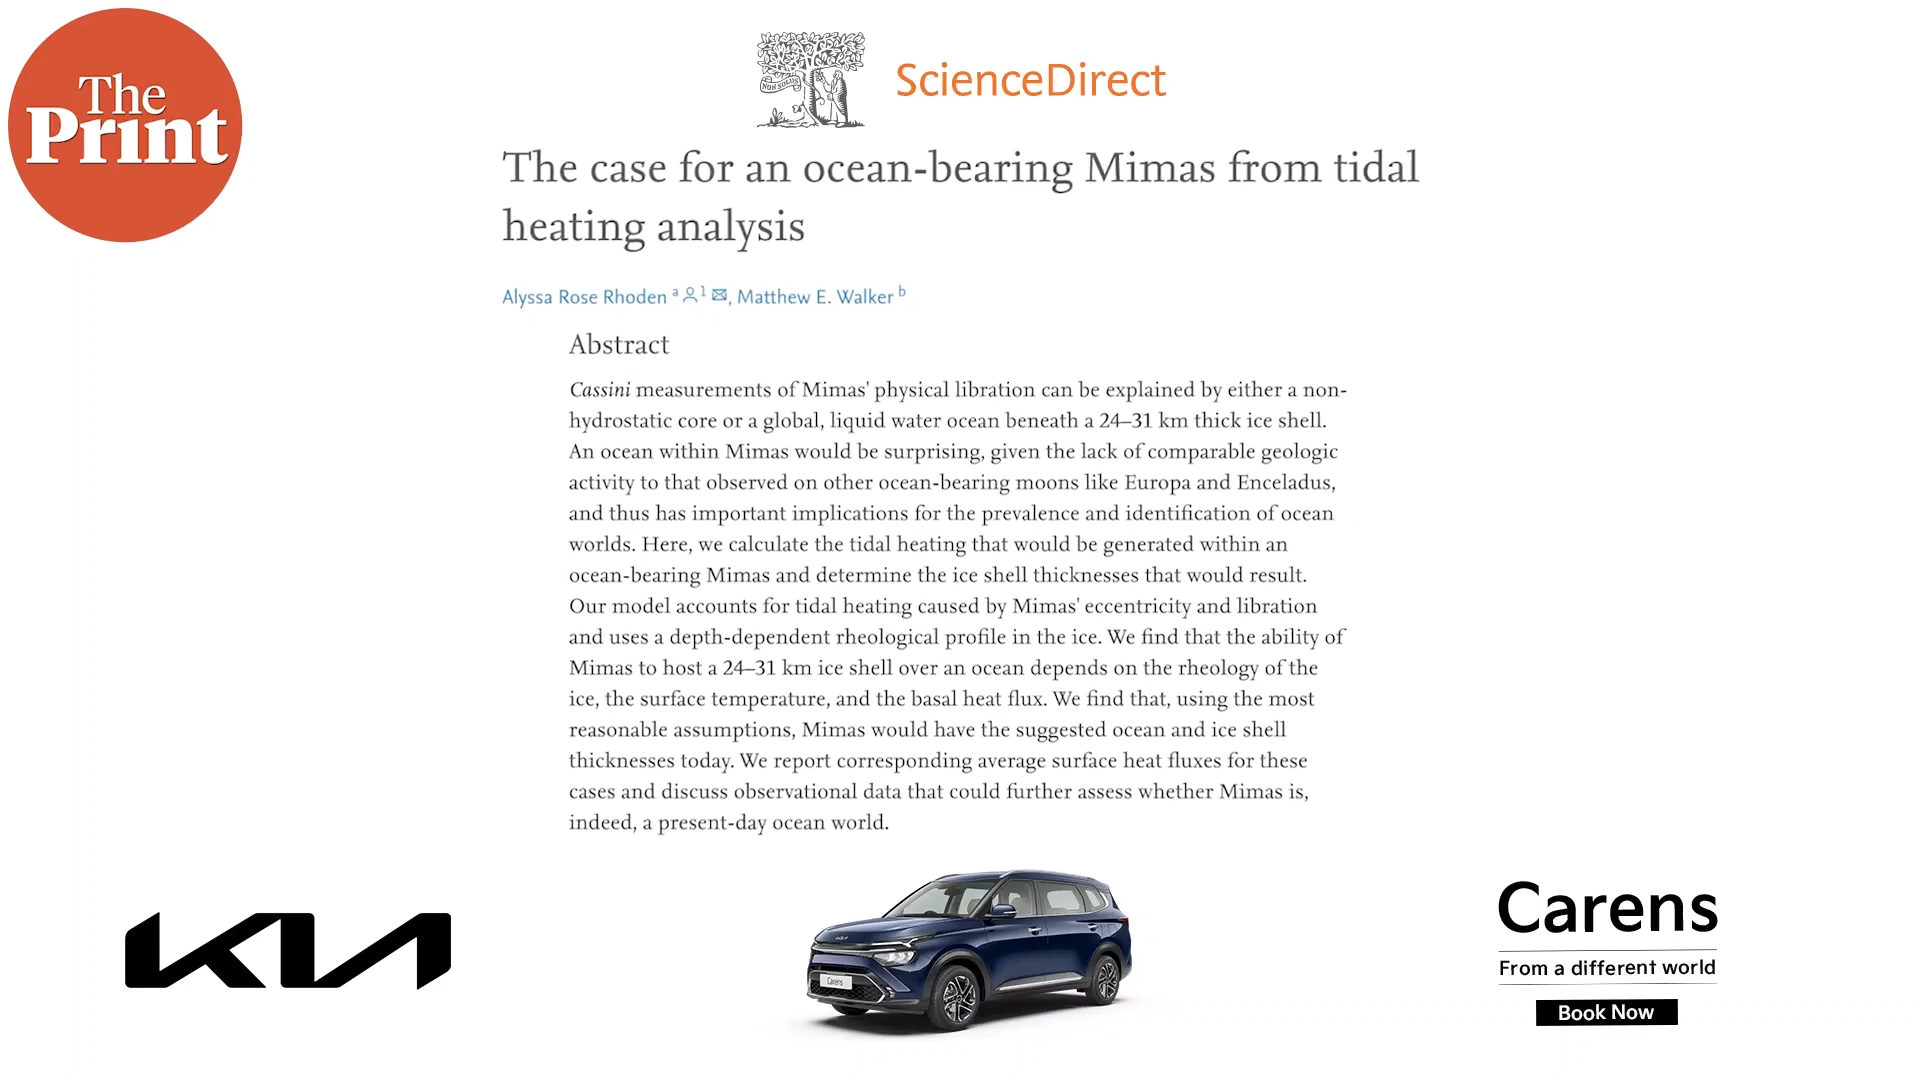 The
Print
NON SOLUS
ScienceDirect
The case for an ocean-bearing Mimas from tidal
heating analysis
Alyssa Rose Rhoden a 1, Matthew E. Walker b
Abstract
Cassini measurements of Mimas' physical libration can be explained by either a non-
hydrostatic core or a global, liquid water ocean beneath a 24–31 km thick ice shell.
An ocean within Mimas would be surprising, given the lack of comparable geologic
activity to that observed on other ocean-bearing moons like Europa and Enceladus,
and thus has important implications for the prevalence and identification of ocean
worlds. Here, we calculate the tidal heating that would be generated within an
ocean-bearing Mimas and determine the ice shell thicknesses that would result.
Our model accounts for tidal heating caused by Mimas' eccentricity and libration
and uses a depth-dependent rheological profile in the ice. We find that the ability of
Mimas to host a 24–31 km ice shell over an ocean depends on the rheology of the
ice, the surface temperature, and the basal heat flux. We find that, using the most
reasonable assumptions, Mimas would have the suggested ocean and ice shell
thicknesses today. We report corresponding average surface heat fluxes for these
cases and discuss observational data that could further assess whether Mimas is,
indeed, a present-day ocean world.
KIA
Carens
Carens
From a different world
Book Now